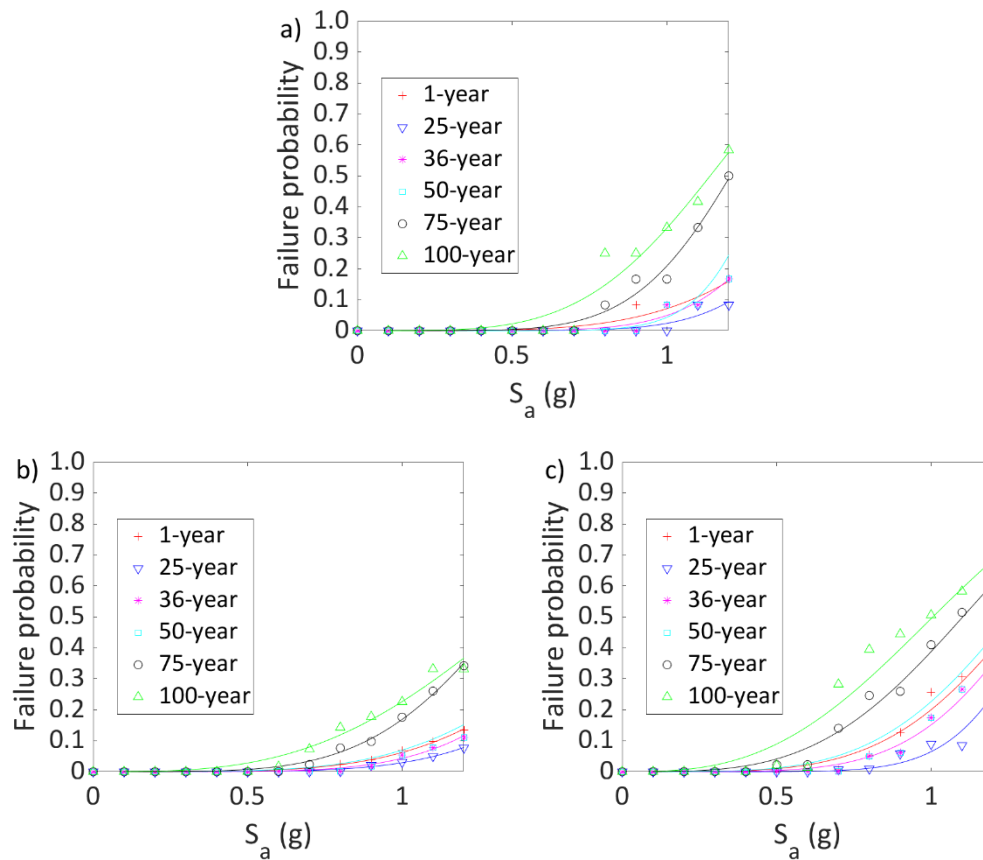 a)
1.0
0.9
0.8
0.7
0.6
0.5
0.4
0.3
0.2
0.1
0
Failure probability
1-year
25-year
36-year
50-year
75-year
100-year
0 0.5 1
S_a (g)
b)
1.0
0.9
0.8
0.7
0.6
0.5
0.4
0.3
0.2
0.1
0
Failure probability
1-year
25-year
36-year
50-year
75-year
100-year
0 0.5 1
S_a (g)
c)
1.0
0.9
0.8
0.7
0.6
0.5
0.4
0.3
0.2
0.1
0
Failure probability
1-year
25-year
36-year
50-year
75-year
100-year
0 0.5 1
S_a (g)